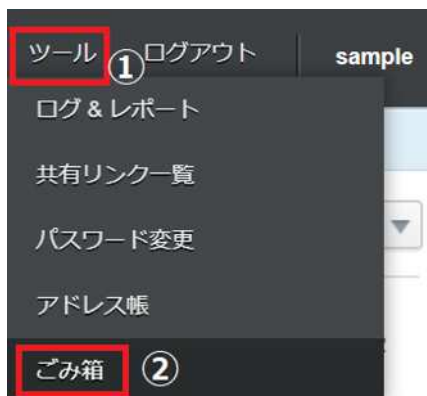 ツール ① ログアウト sample
ログ & レポート
共有リンク一覧
パスワード変更
アドレス帳
ごみ箱 ②